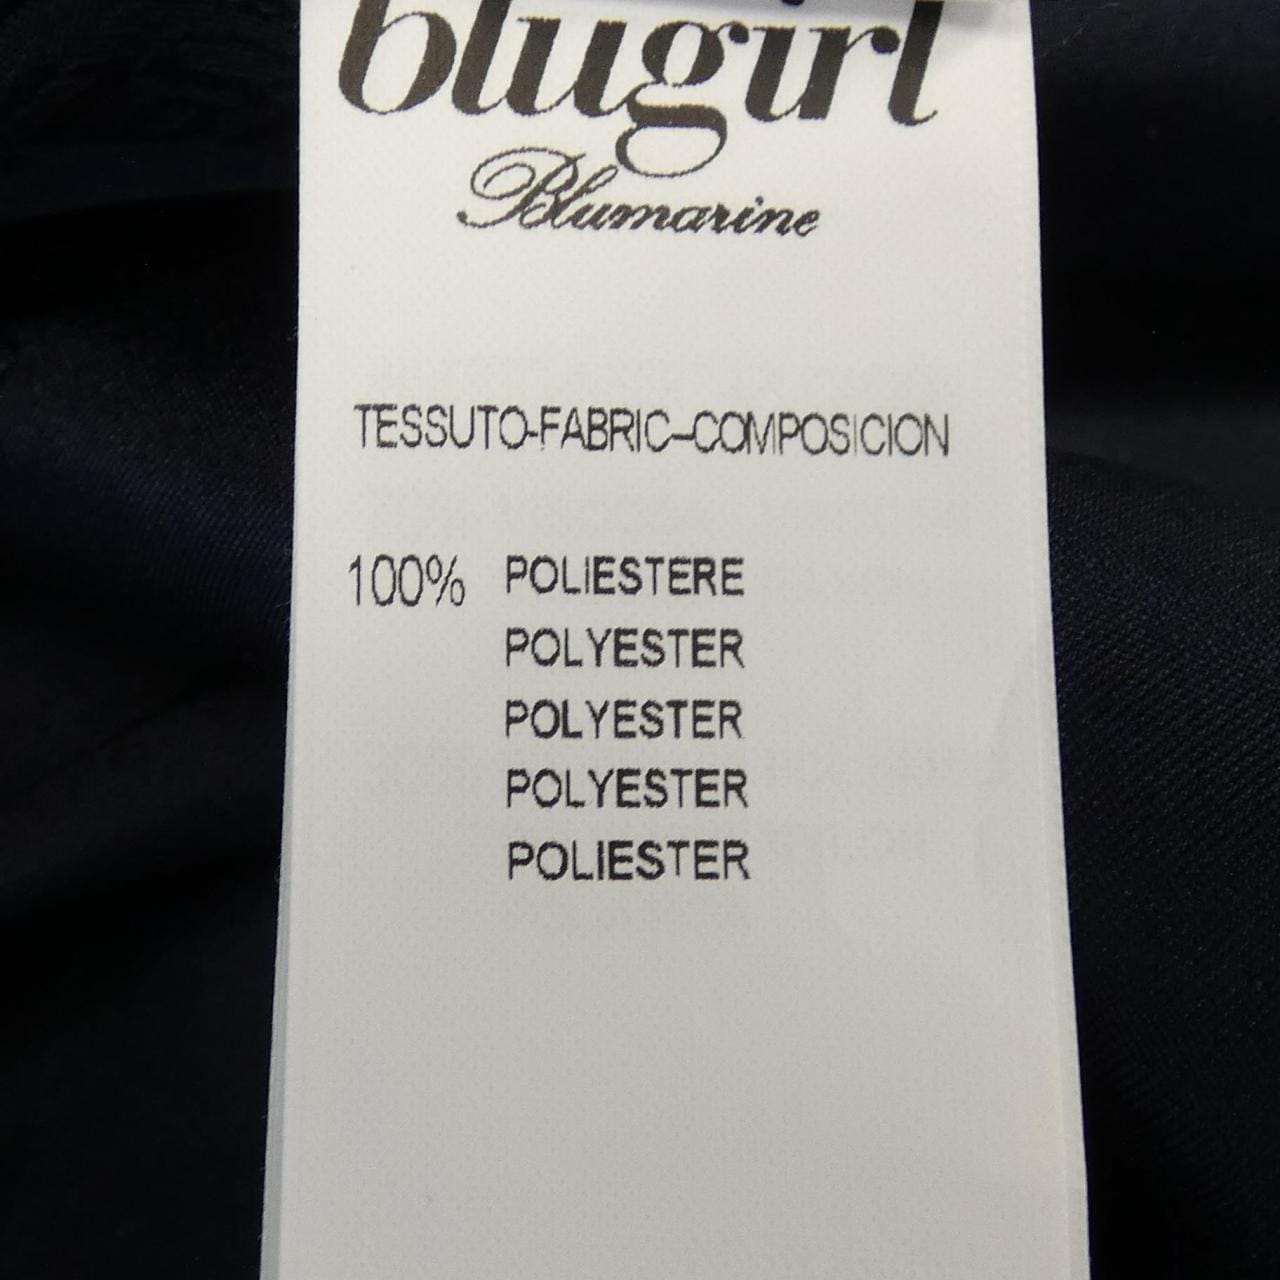 blugirl
Blumarine
TESSUTO-FABRIC-COMPOSICION
100% POLIESTERE
POLYESTER
POLYESTER
POLYESTER
POLIESTER